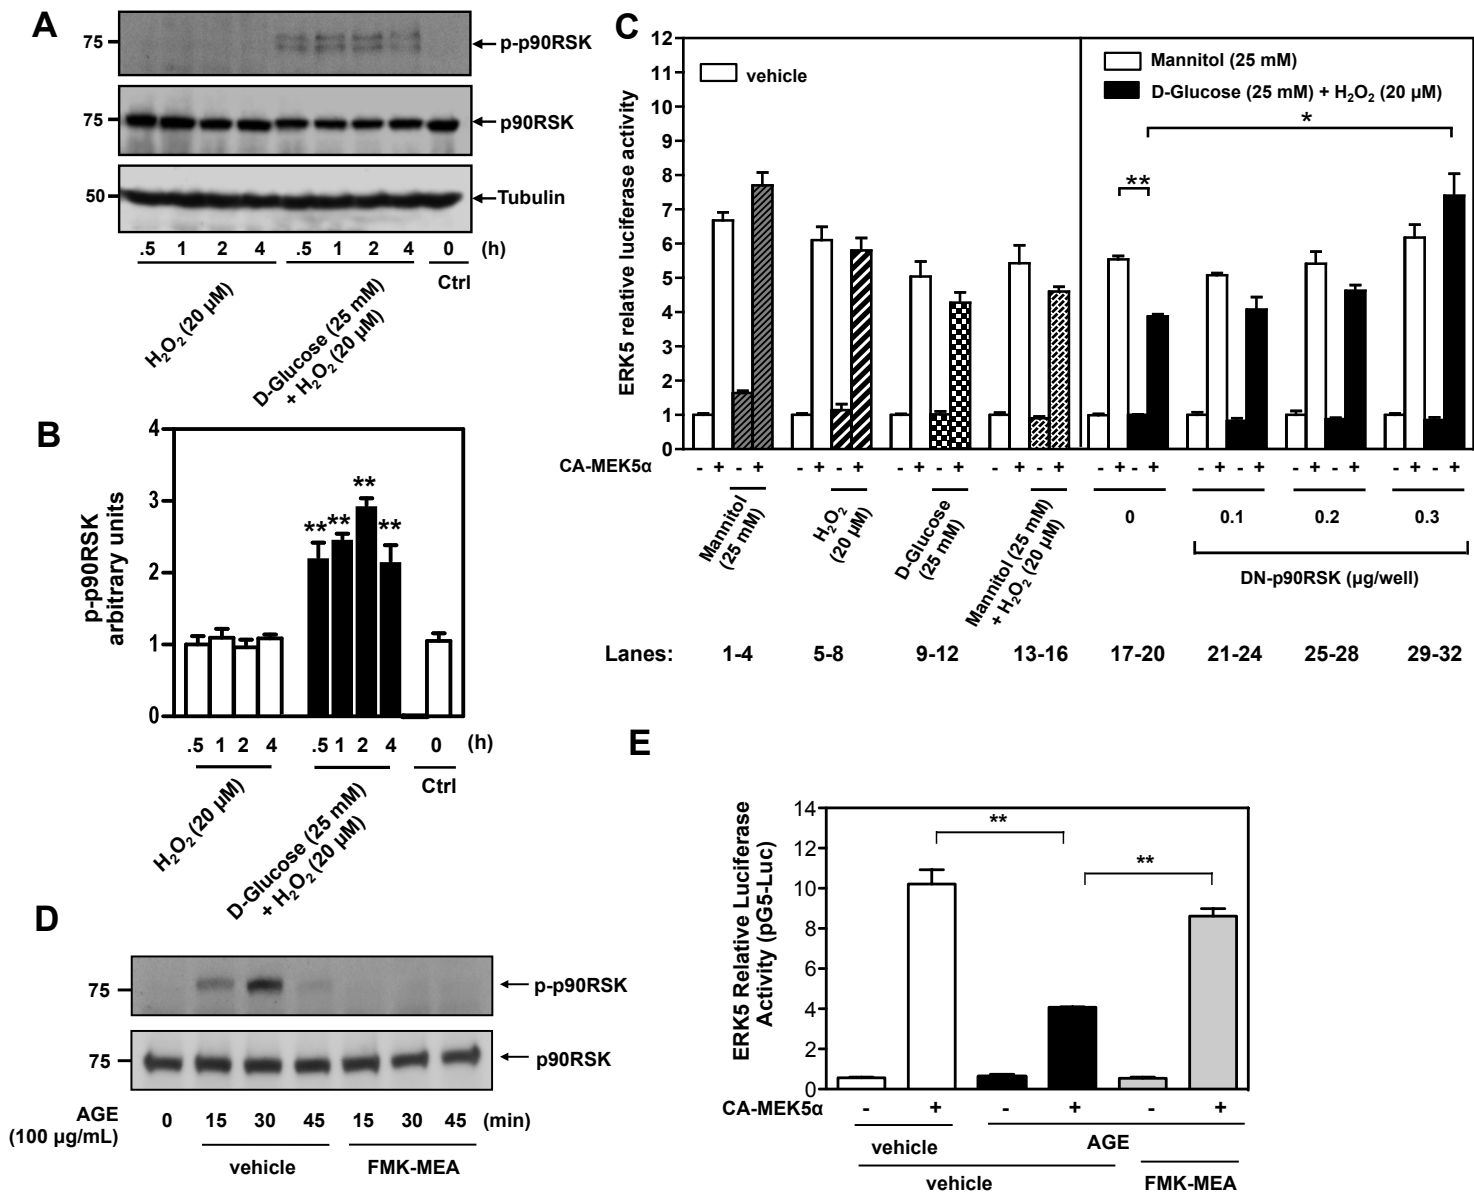 A
75
p-p90RSK
75
p90RSK
50
Tubulin
.5 1 2 4 .5 1 2 4 0 (h)
H₂O₂ (20 µM)
D-Glucose (25 mM)
+ H₂O₂ (20 µM)
Ctrl
B
p-p90RSK
arbitrary units
4
3
2
1
0
** ** ** **
.5 1 2 4 .5 1 2 4 0 (h)
H₂O₂ (20 µM)
D-Glucose (25 mM)
+ H₂O₂ (20 µM)
Ctrl
C
ERK5 relative luciferase activity
12
11
10
9
8
7
6
5
4
3
2
1
0
vehicle
Mannitol (25 mM)
D-Glucose (25 mM) + H₂O₂ (20 µM)
*
**
CA-MEK5α - + - + - + - + - + - + - + - + - + - + - + - + - + - + - + - +
Mannitol
(25 mM)
H₂O₂
(20 µM)
D-Glucose
(25 mM)
Mannitol (25 mM)
+ H₂O₂ (20 µM)
0 0.1 0.2 0.3
DN-p90RSK (µg/well)
Lanes: 1-4 5-8 9-12 13-16 17-20 21-24 25-28 29-32
D
75
p-p90RSK
75
p90RSK
AGE
(100 µg/mL)
0 15 30 45 15 30 45 (min)
vehicle FMK-MEA
E
ERK5 Relative Luciferase
Activity (pG5-Luc)
14
12
10
8
6
4
2
0
**
**
CA-MEK5α - + - + - +
vehicle AGE
vehicle FMK-MEA